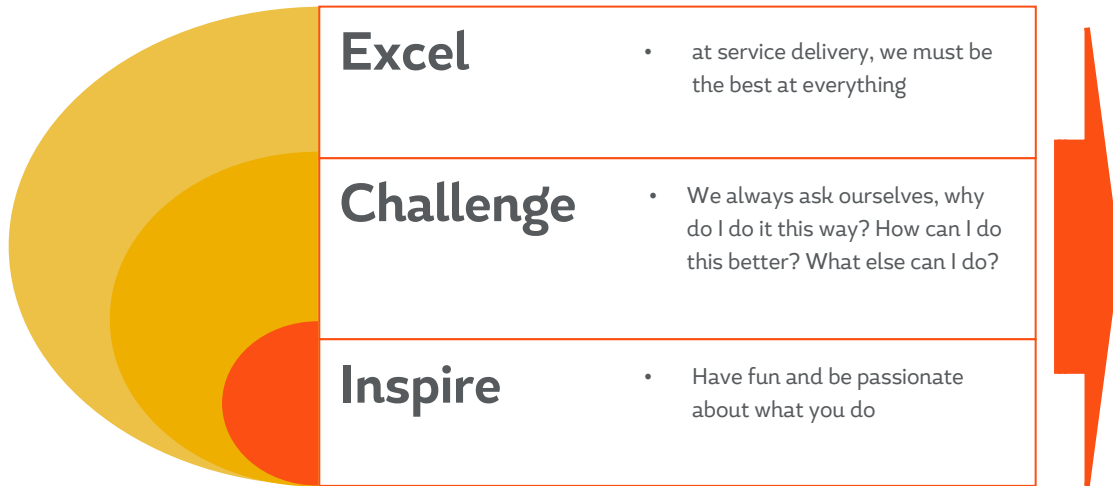 Excel
• at service delivery, we must be
the best at everything
Challenge
• We always ask ourselves, why
do I do it this way? How can I do
this better? What else can I do?
Inspire
• Have fun and be passionate
about what you do